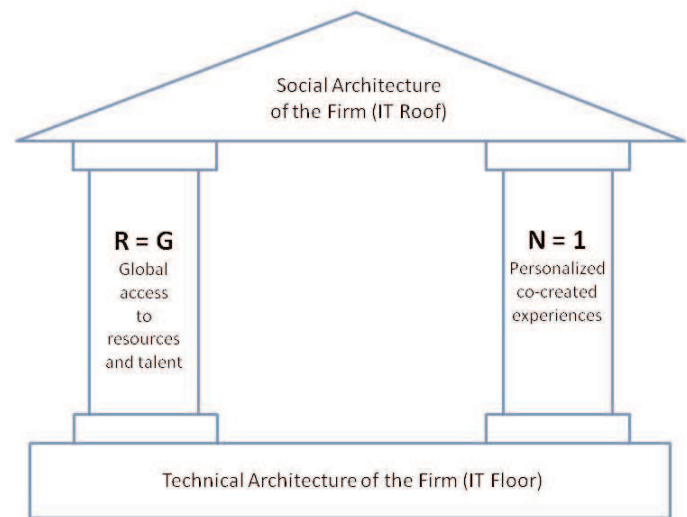 Social Architecture
of the Firm (IT Roof)
R = G
Global
access
to
resources
and talent
N = 1
Personalized
co-created
experiences
Technical Architecture of the Firm (IT Floor)